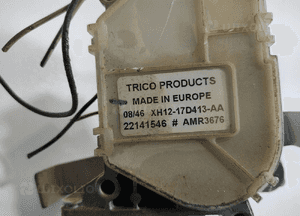 TRICO PRODUCTS
MADE IN EUROPE
08/46 XH12-17D413-AA
22141546 # AMR3676